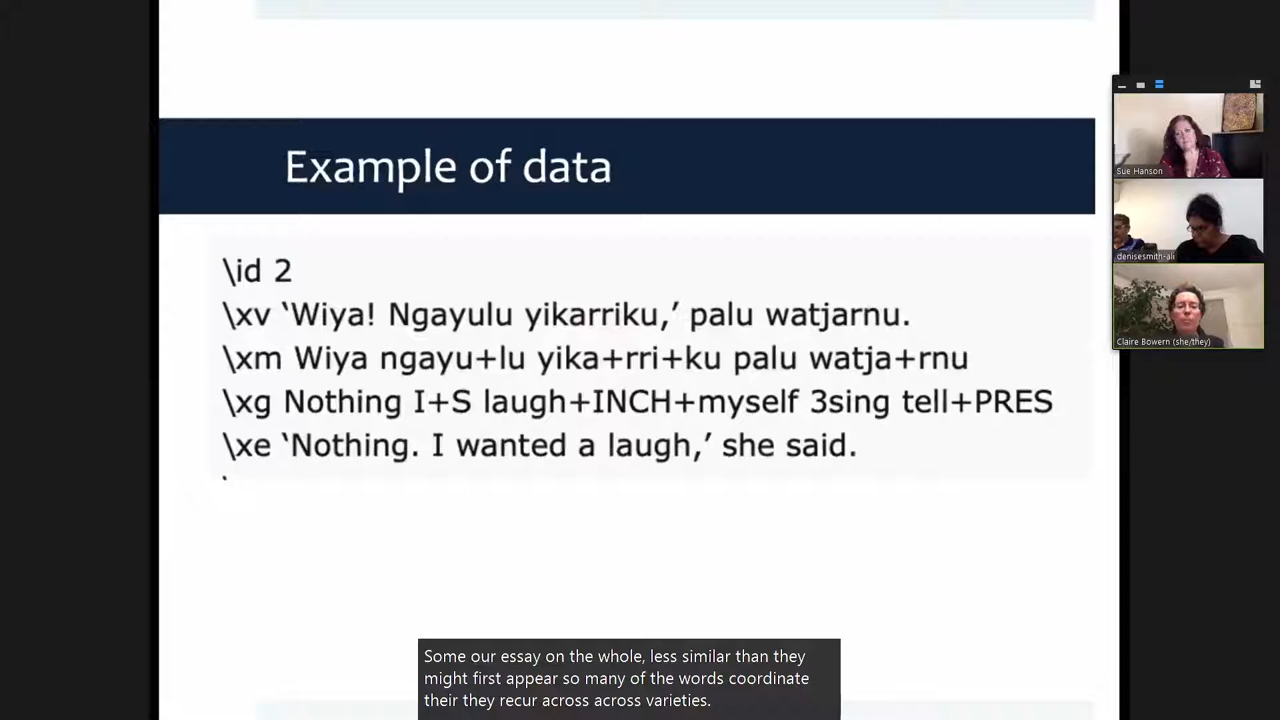 Example of data
\id 2
\xv ‘Wiya! Ngayulu yikarriku,’ palu watjarnu.
\xm Wiya ngayu+lu yika+rri+ku palu watja+rnu
\xg Nothing I+S laugh+INCH+myself 3sing tell+PRES
\xe ‘Nothing. I wanted a laugh,’ she said.
Sue Hanson
denisesmith-ali
Claire Bowern (she/they)
Some our essay on the whole, less similar than they
might first appear so many of the words coordinate
their they recur across across varieties.